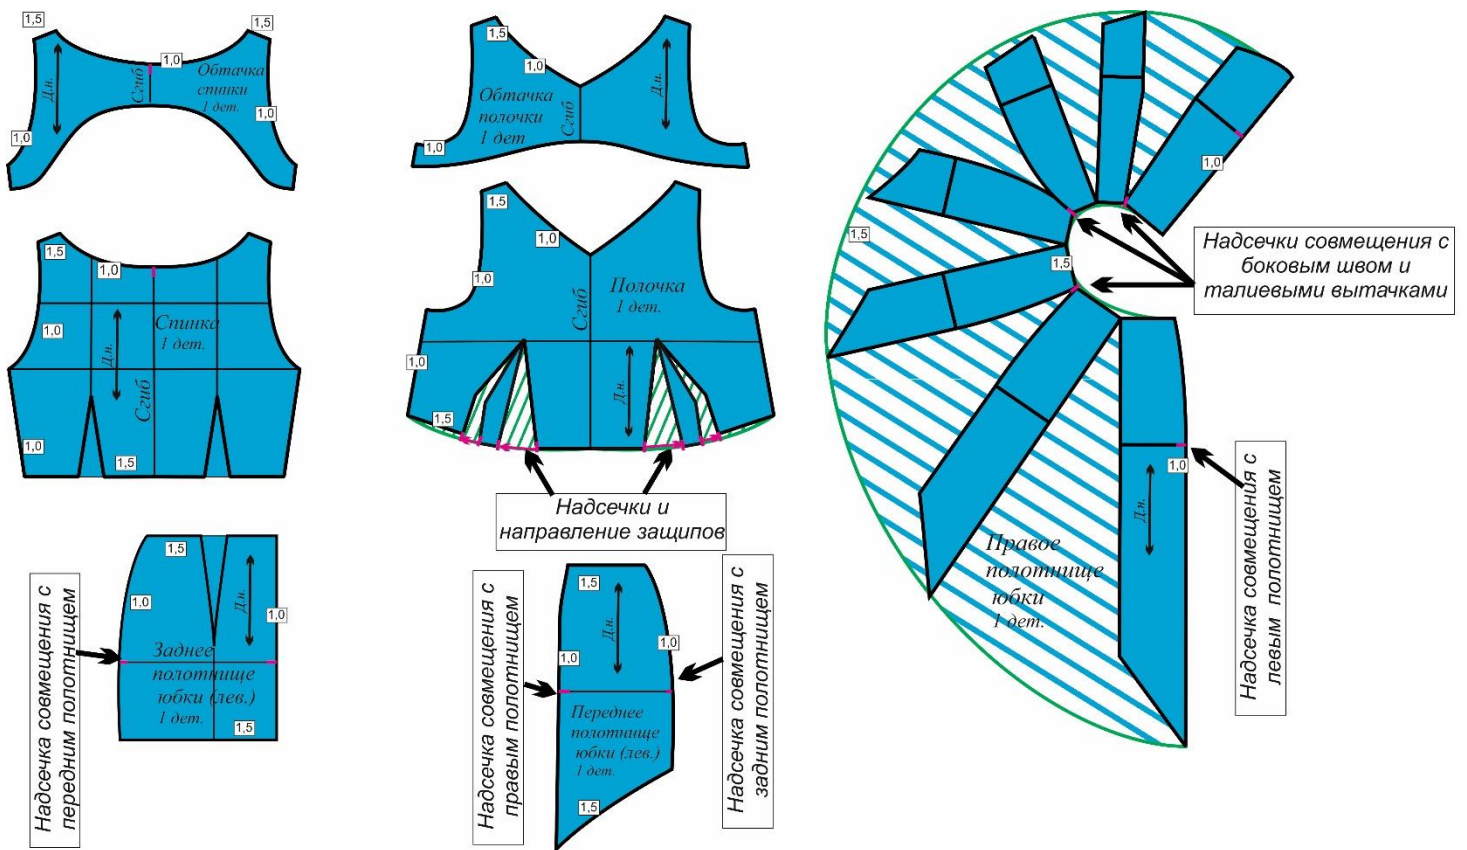 1,5
1,5
1,0
Д.н.
Сгиб
Обтачка
спинки
1 дет.
1,0
1,0
1,5
1,0
Д.н.
Обтачка
полочки
1 дет
Сгиб
1,0
1,5
1,0
1,0
Спинка
1 дет.
Д.н.
Сгиб
1,0
1,5
1,5
1,0
1,0
Полочка
1 дет.
Сгиб
Д.н.
1,0
1,5
Надсечки и
направление защипов
1,0
1,5
1,5
Надсечки совмещения с
боковым швом и
талиевыми вытачками
Правое
полотнище
юбки
1 дет.
Д.н.
1,0
Надсечка совмещения с
левым полотнищем
Надсечка совмещения с
передним полотнищем
1,5
1,0
Д.н.
1,0
Заднее
полотнище
юбки (лев.)
1 дет.
1,5
Надсечка совмещения с
правым полотнищем
1,5
Д.н.
1,0
1,0
Переднее
полотнище
юбки (лев.)
1 дет.
1,5
Надсечка совмещения с
задним полотнищем